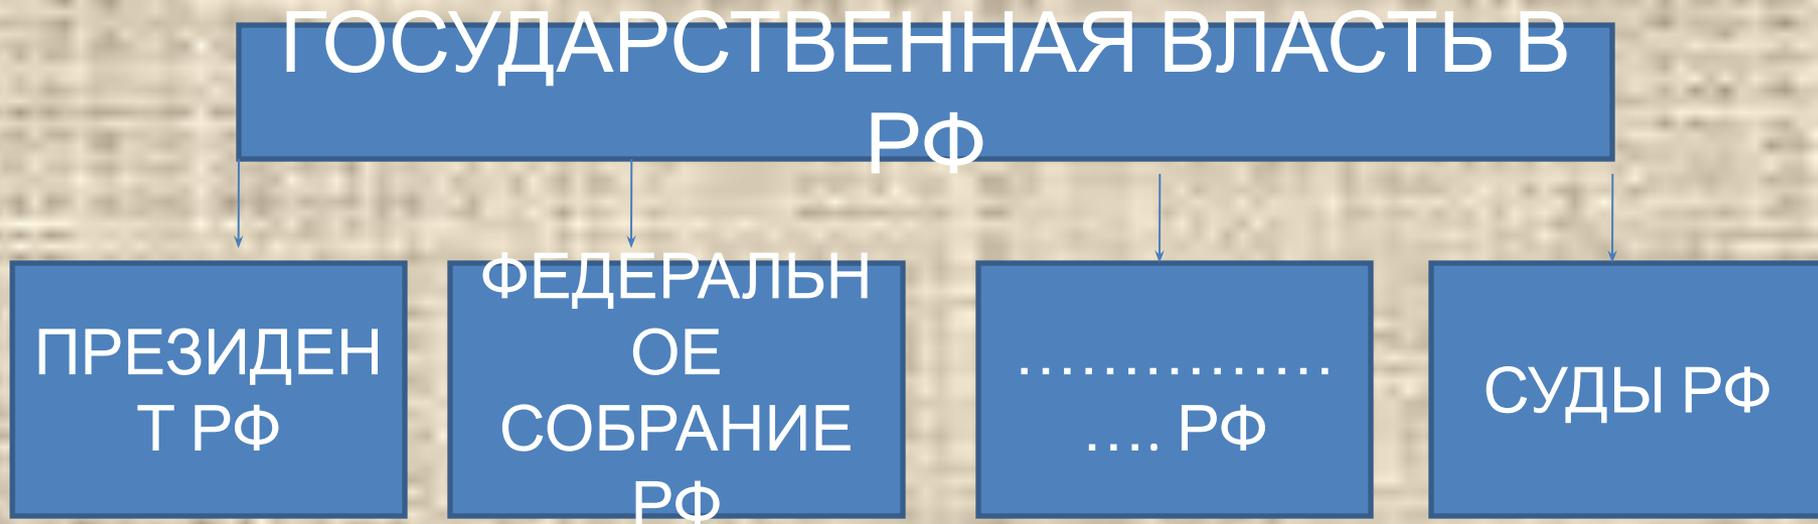 ГОСУДАРСТВЕННАЯ ВЛАСТЬ В
РФ
ПРЕЗИДЕН
Т РФ
ФЕДЕРАЛЬН
ОЕ
СОБРАНИЕ
РФ
……………
…. РФ
СУДЫ РФ